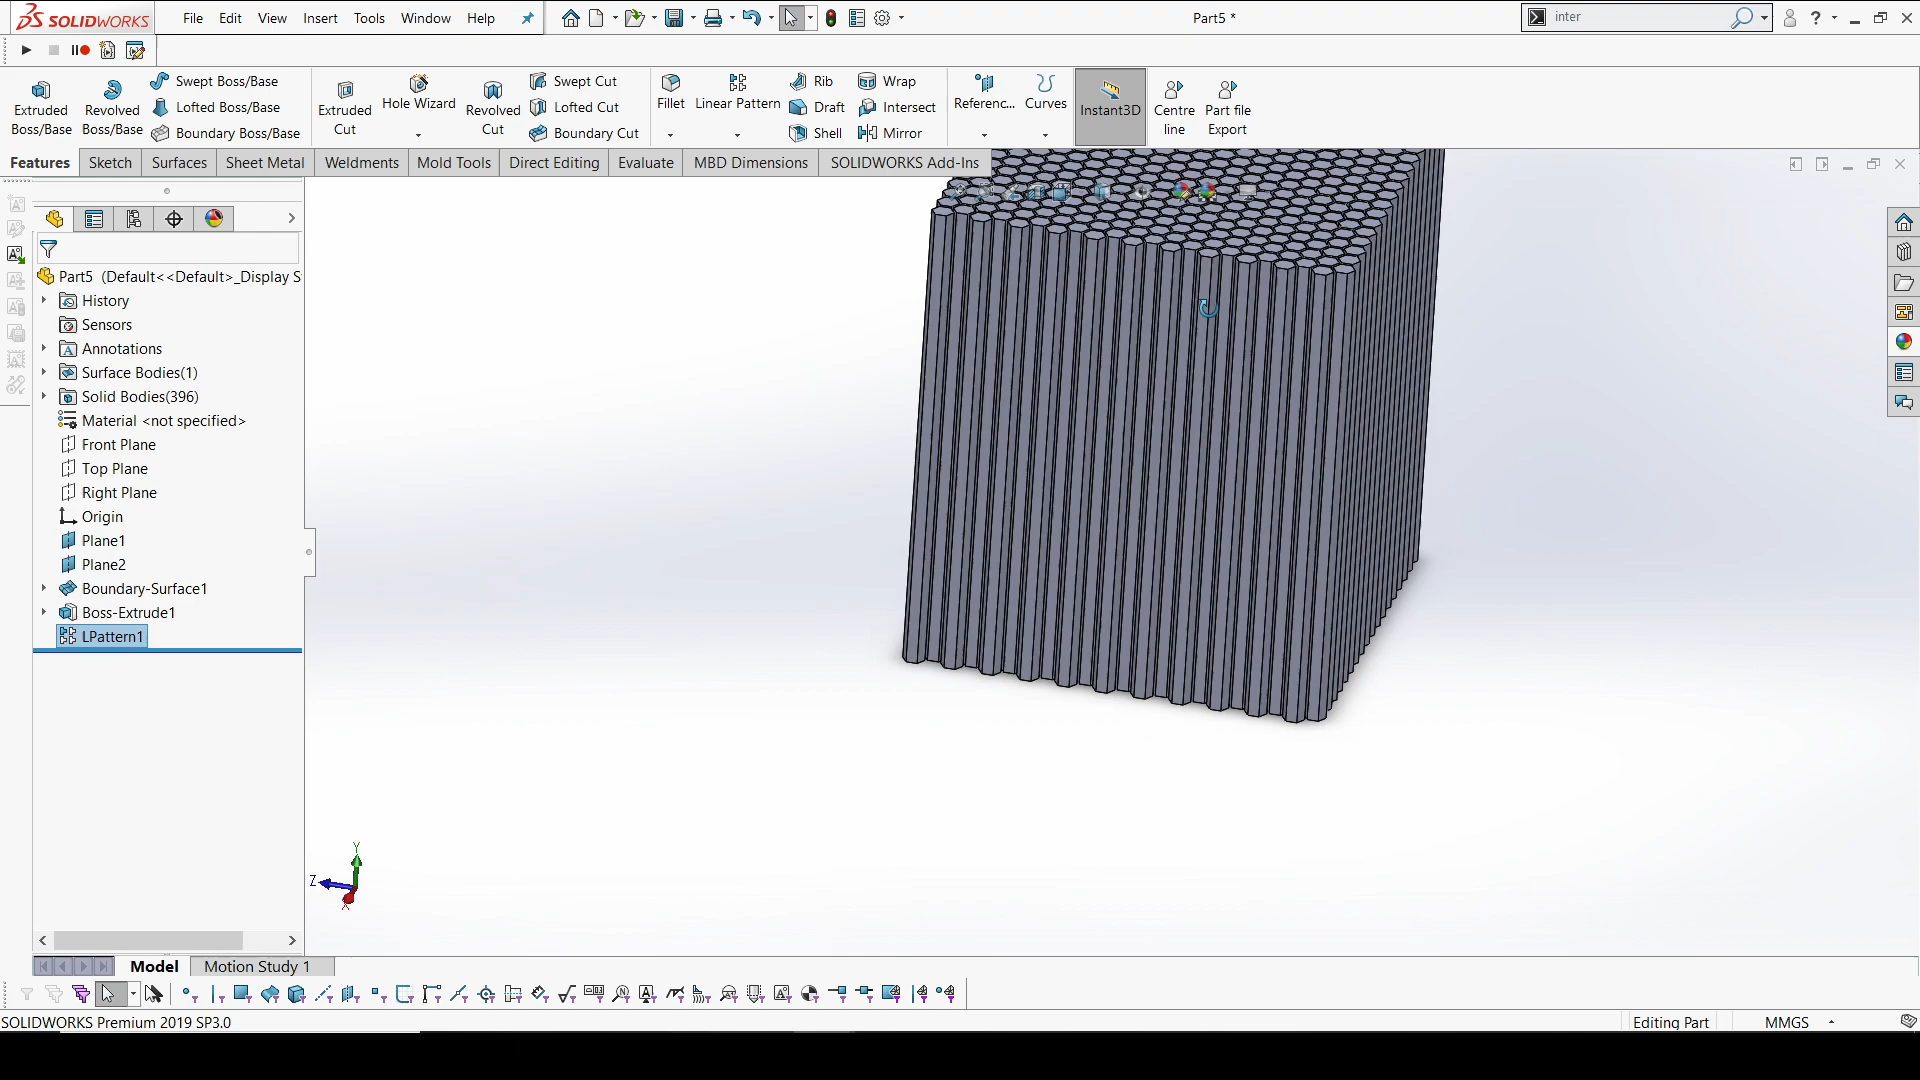 SOLIDWORKS File Edit View Insert Tools Window Help Part5 * inter
Extruded Boss/Base
Revolved Boss/Base
Swept Boss/Base
Lofted Boss/Base
Boundary Boss/Base
Extruded Cut
Hole Wizard
Revolved Cut
Swept Cut
Lofted Cut
Boundary Cut
Fillet
Linear Pattern
Rib
Draft
Shell
Wrap
Intersect
Mirror
Referenc...
Curves
Instant3D
Centre line
Part file Export
Features Sketch Surfaces Sheet Metal Weldments Mold Tools Direct Editing Evaluate MBD Dimensions SOLIDWORKS Add-Ins
Part5 (Default<<Default>_Display S
History
Sensors
Annotations
Surface Bodies(1)
Solid Bodies(396)
Material <not specified>
Front Plane
Top Plane
Right Plane
Origin
Plane1
Plane2
Boundary-Surface1
Boss-Extrude1
LPattern1
Y
Z
X
Model Motion Study 1
SOLIDWORKS Premium 2019 SP3.0 Editing Part MMGS